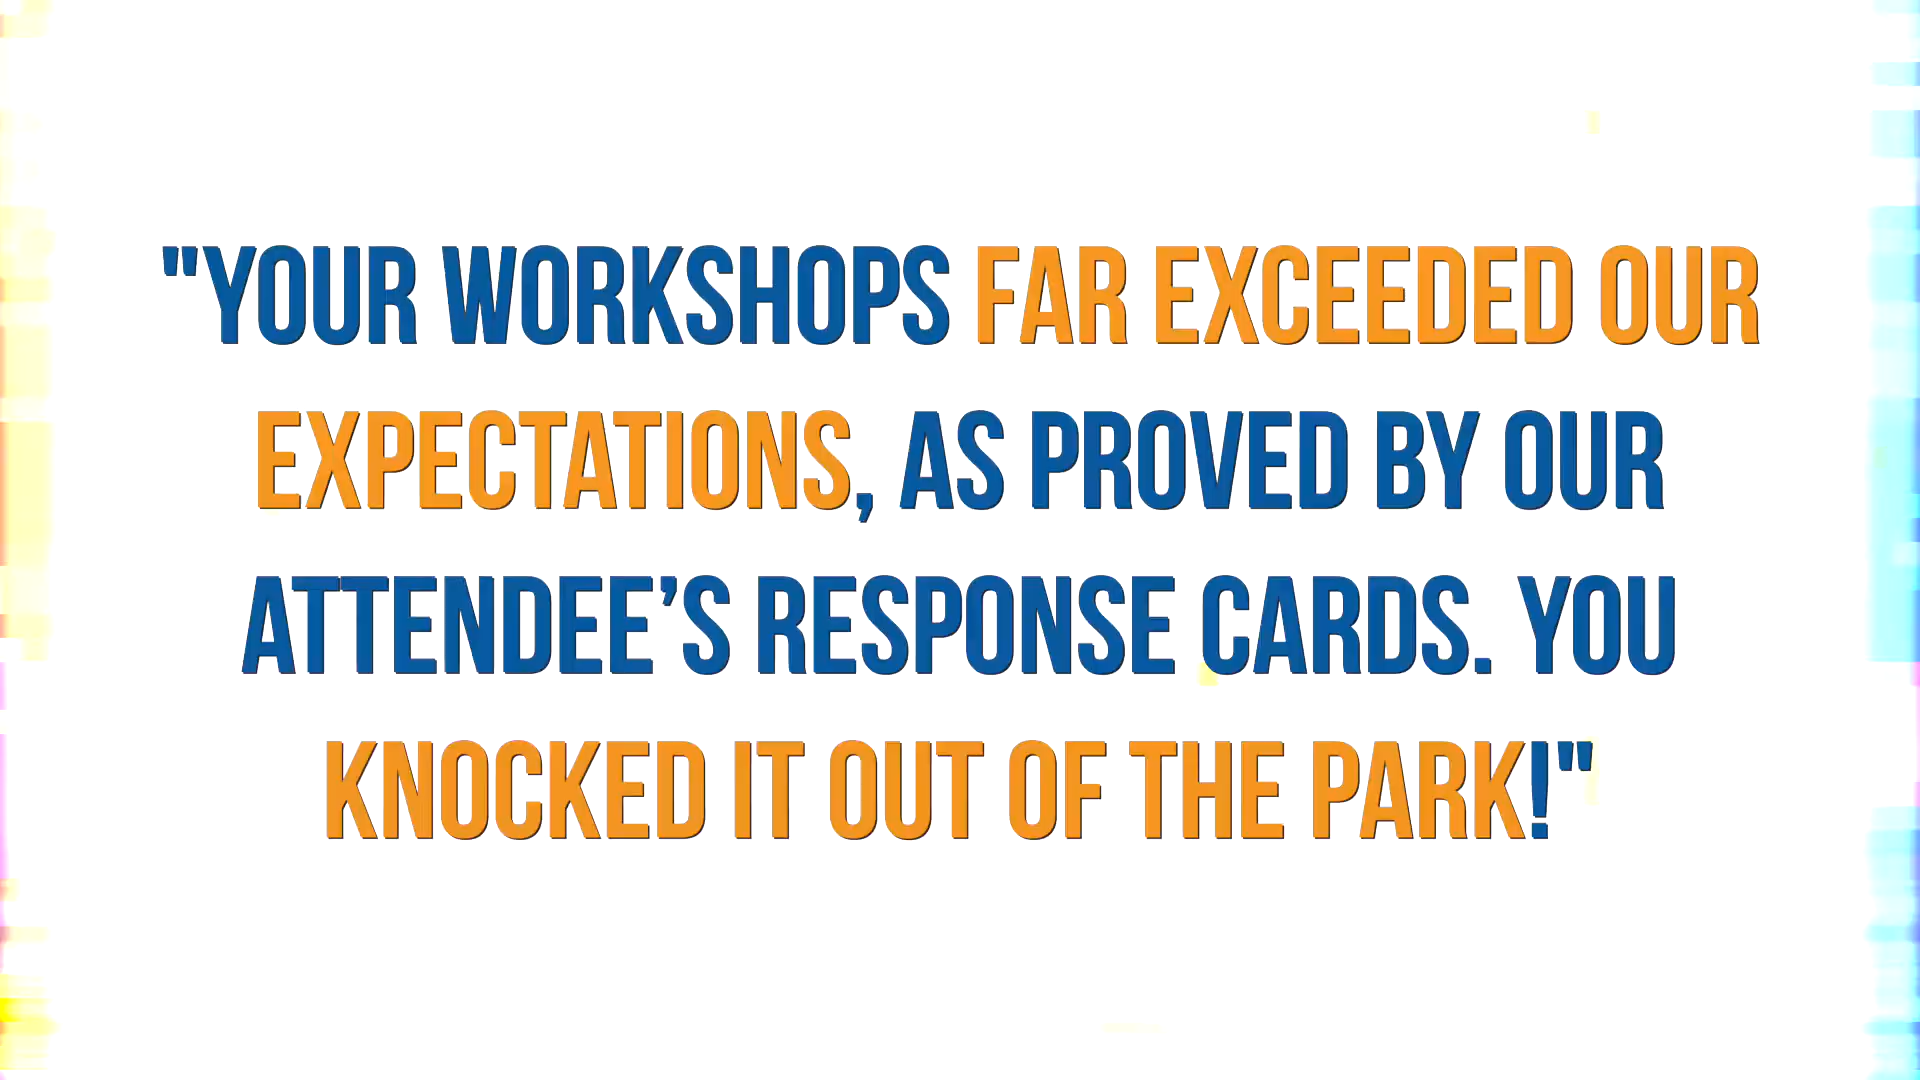 "YOUR WORKSHOPS FAR EXCEEDED OUR
EXPECTATIONS, AS PROVED BY OUR
ATTENDEE’S RESPONSE CARDS. YOU
KNOCKED IT OUT OF THE PARK!"